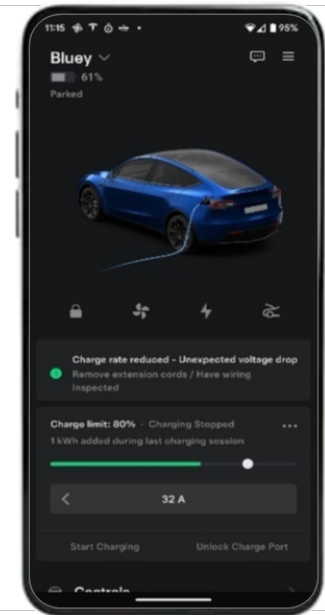 11:15
95%
Bluey
61%
Parked
Charge rate reduced - Unexpected voltage drop
Remove extension cords / Have wiring
inspected
Charge limit: 80% · Charging Stopped
1 kWh added during last charging session
32 A
Start Charging
Unlock Charge Port
Controls